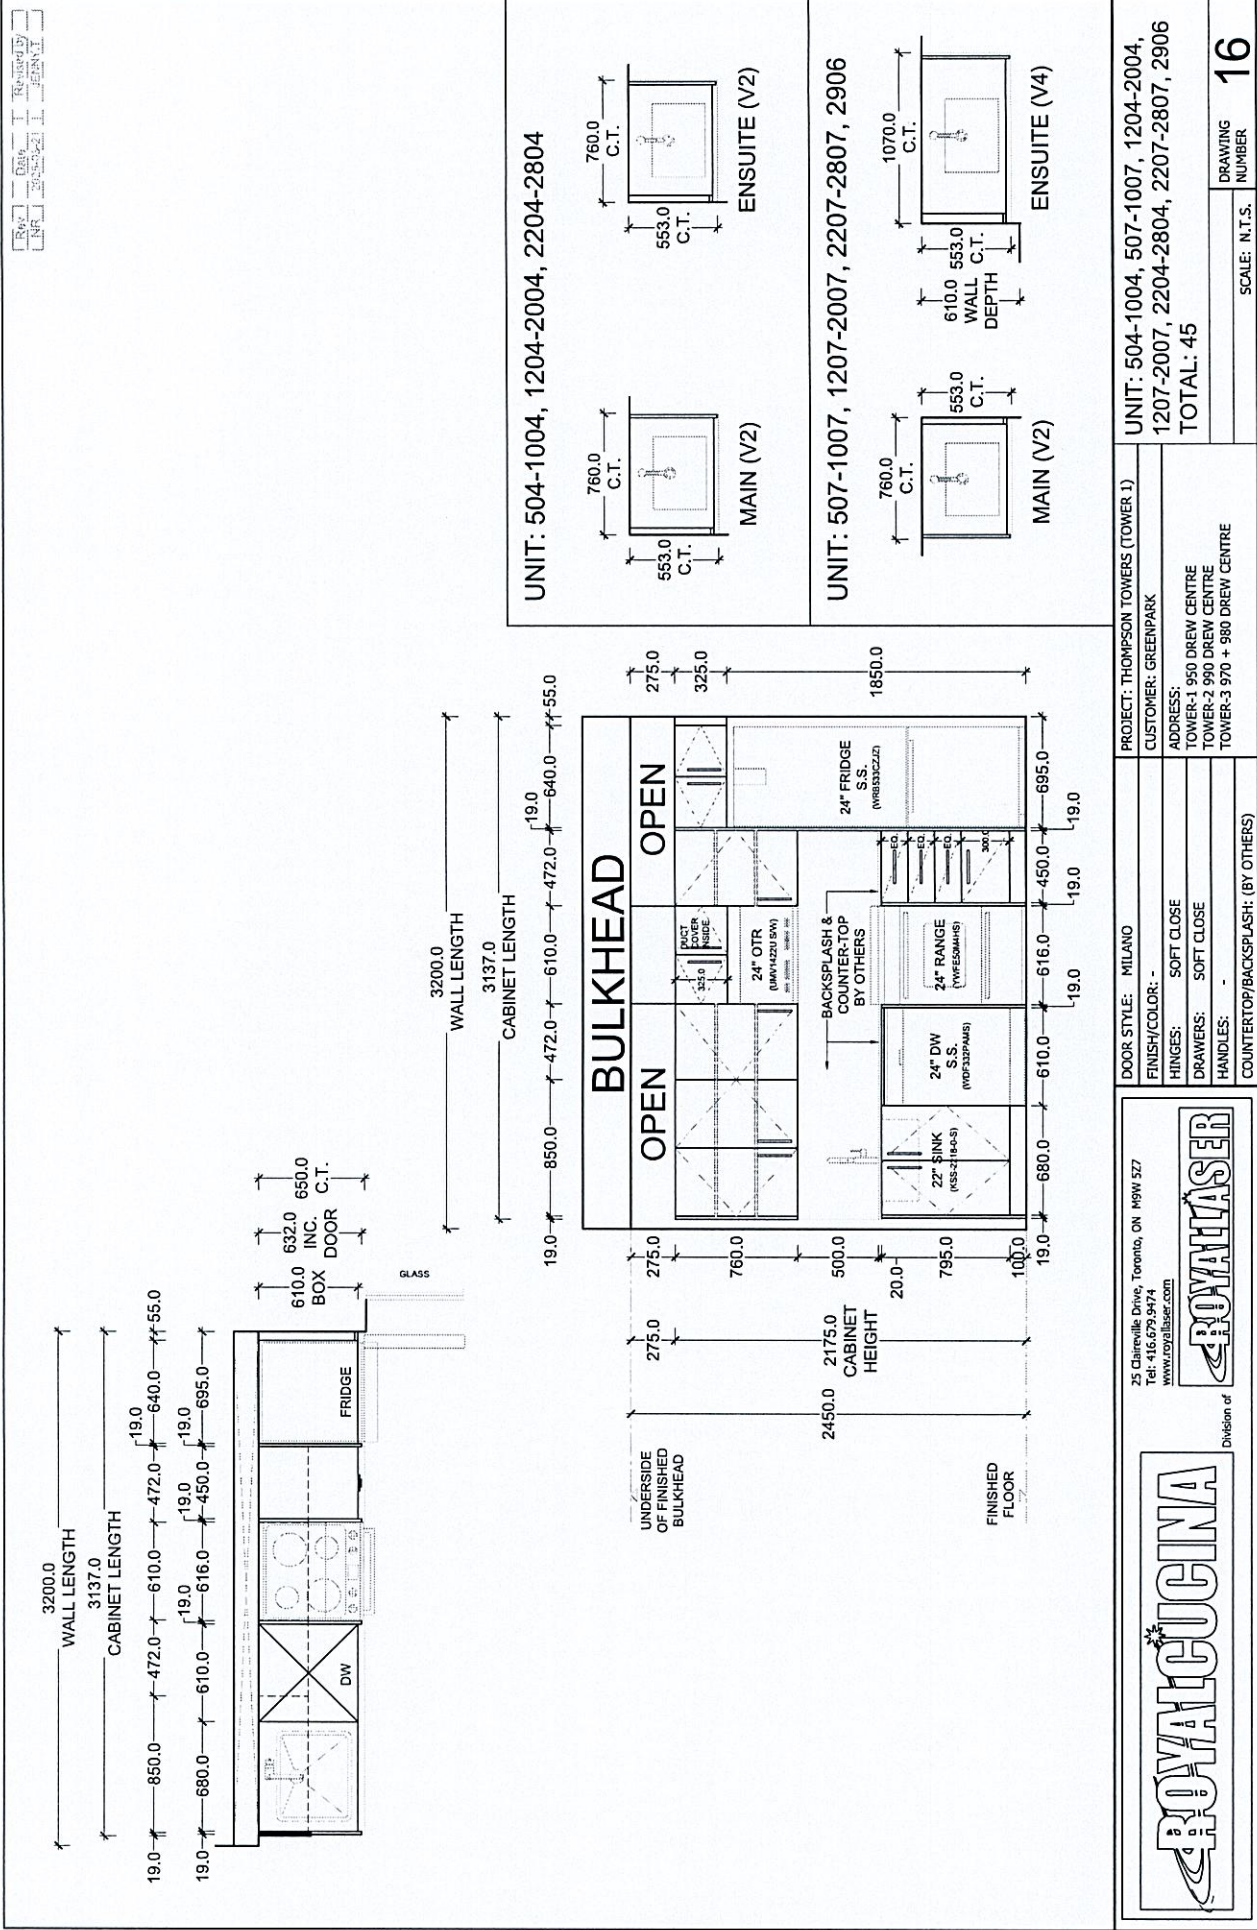 Rev Date Revised by
NR JENNY.T
3200.0
WALL LENGTH
3137.0
CABINET LENGTH
19.0 850.0 472.0 610.0 472.0 19.0 640.0 55.0
19.0 680.0 610.0 19.0 616.0 19.0 450.0 19.0 695.0
610.0
BOX
632.0
INC.
DOOR
650.0
C.T.
DW
FRIDGE
GLASS
3200.0
WALL LENGTH
3137.0
CABINET LENGTH
19.0 850.0 472.0 610.0 472.0 19.0 640.0 55.0
BULKHEAD
OPEN
OPEN
275.0
325.0
1850.0
275.0
760.0
500.0
20.0
795.0
100.0
275.0
2175.0
CABINET
HEIGHT
2450.0
UNDERSIDE
OF FINISHED
BULKHEAD
FINISHED
FLOOR
DUCT
COVER
INSIDE
325.0
24" OTR
(UMV1422U S/W)
BACKSPLASH &
COUNTER-TOP
BY OTHERS
22" SINK
(KSS-2218-0-S)
24" DW
S.S.
(WDF332PAMS)
24" RANGE
(YWFE50M4HS)
EQ.
EQ.
EQ.
300.0
24" FRIDGE
S.S.
(WRB533CZJZ)
19.0 680.0 610.0 19.0 616.0 19.0 450.0 19.0 695.0
UNIT: 504-1004, 1204-2004, 2204-2804
760.0
C.T.
553.0
C.T.
MAIN (V2)
760.0
C.T.
553.0
C.T.
ENSUITE (V2)
UNIT: 507-1007, 1207-2007, 2207-2807, 2906
760.0
C.T.
553.0
C.T.
MAIN (V2)
1070.0
C.T.
610.0
WALL
DEPTH
553.0
C.T.
ENSUITE (V4)
ROYALCUCINA
Division of
25 Claireville Drive, Toronto, ON M9W 5Z7
Tel: 416.679.9474
www.royallaser.com
ROYALLASER
DOOR STYLE: MILANO
FINISH/COLOR: -
HINGES: SOFT CLOSE
DRAWERS: SOFT CLOSE
HANDLES: -
COUNTERTOP/BACKSPLASH: (BY OTHERS)
PROJECT: THOMPSON TOWERS (TOWER 1)
CUSTOMER: GREENPARK
ADDRESS:
TOWER-1 950 DREW CENTRE
TOWER-2 990 DREW CENTRE
TOWER-3 970 + 980 DREW CENTRE
UNIT: 504-1004, 507-1007, 1204-2004,
1207-2007, 2204-2804, 2207-2807, 2906
TOTAL: 45
SCALE: N.T.S.
DRAWING
NUMBER
16